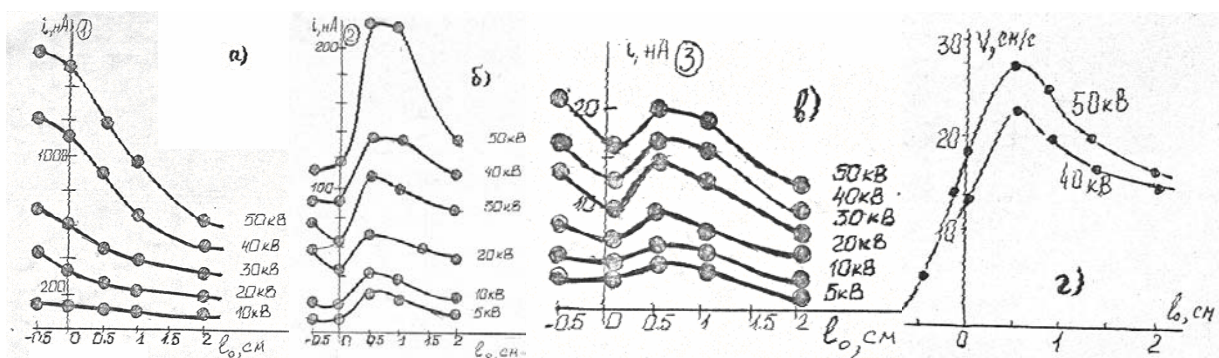 i, нА ①
а)
1000
200
50кВ
40кВ
30кВ
20кВ
10кВ
-0.5 0 0.5 1 1.5 2
l₀, см
i, нА
②
б)
200
100
50кВ
40кВ
30кВ
20кВ
10кВ
5кВ
-0.5 0 0.5 1 1.5 2
l₀, см
i, нА ③
в)
20
10
50кВ
40кВ
30кВ
20кВ
10кВ
5кВ
-0.5 0 0.5 1 1.5 2
l₀, см
V, см/с
30
20
10
50кВ
40кВ
г)
0 1 2
l₀, см